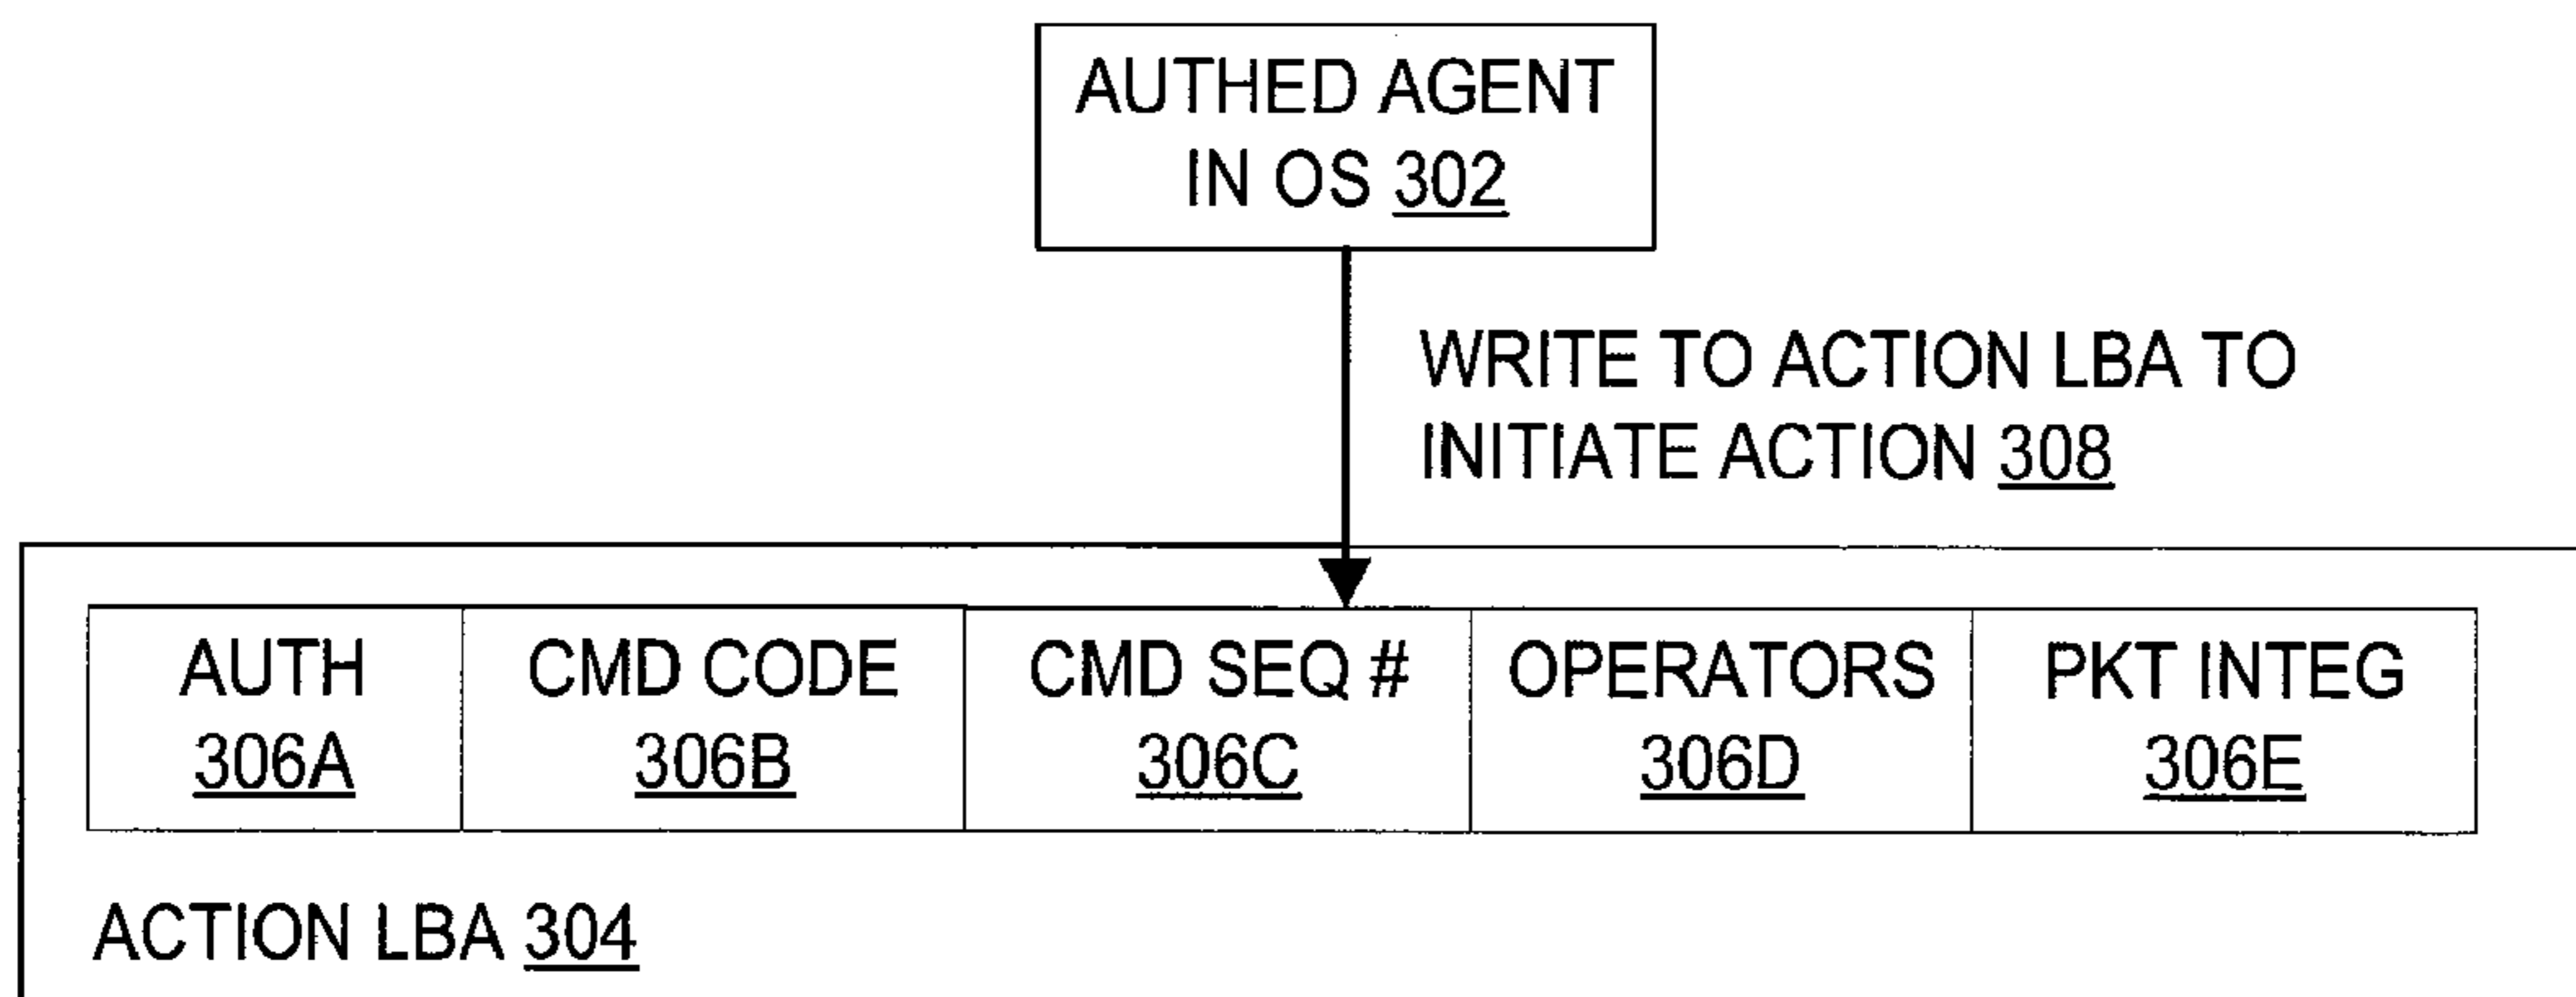 AUTHED AGENT
IN OS 302
WRITE TO ACTION LBA TO
INITIATE ACTION 308
AUTH
306A
CMD CODE
306B
CMD SEQ #
306C
OPERATORS
306D
PKT INTEG
306E
ACTION LBA 304